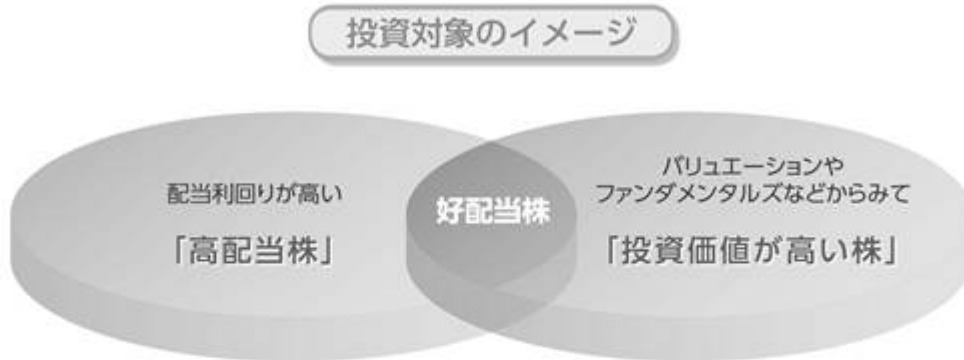 投資対象のイメージ
配当利回りが高い
「高配当株」
好配当株
バリュエーションや
ファンダメンタルズなどからみて
「投資価値が高い株」